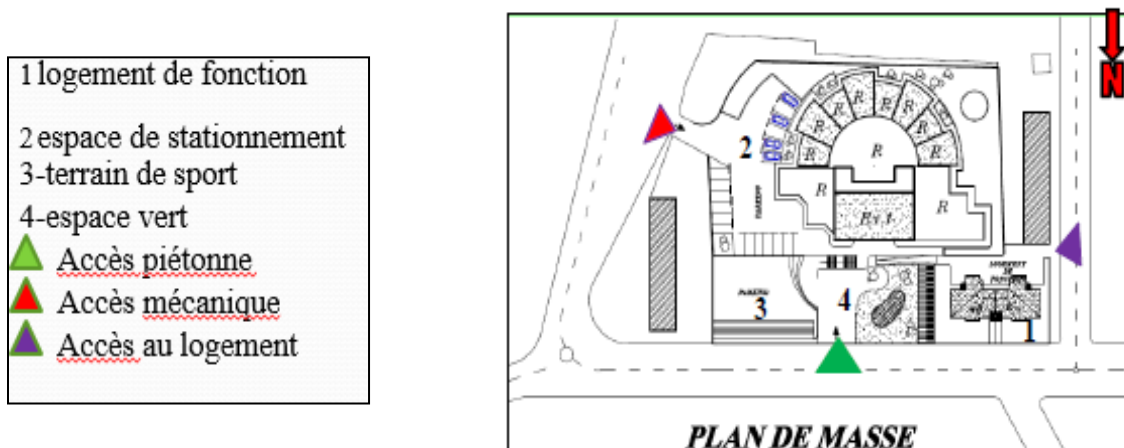 1 logement de fonction
2 espace de stationnement
3-terrain de sport
4-espace vert
Accès piétonne
Accès mécanique
Accès au logement
N
R
R
R
R
R
R
R
R
R
R
2
R
R
3
4
1
PLAN DE MASSE